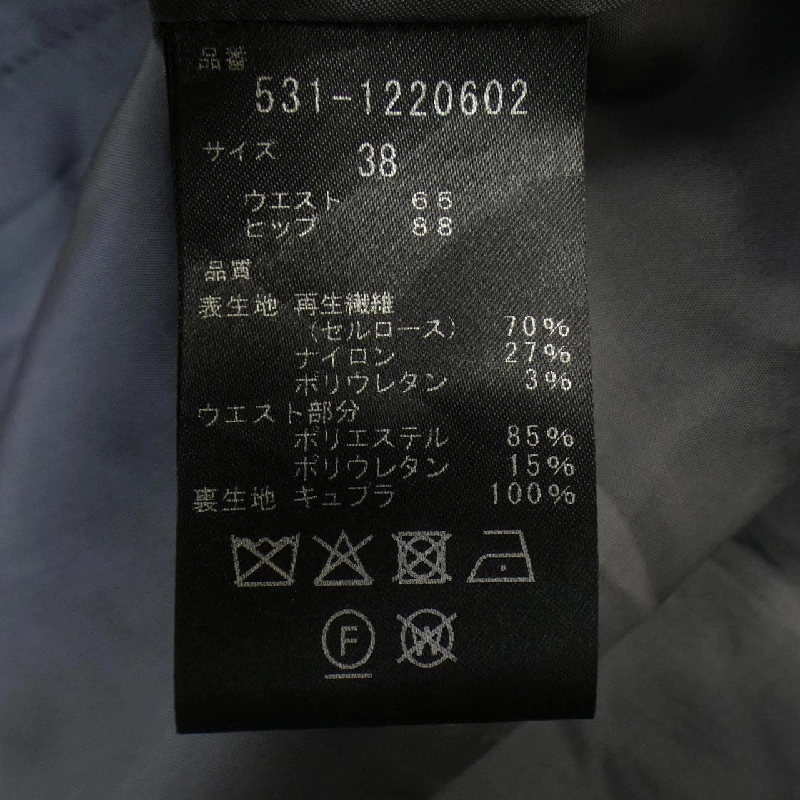 品番
531-1220602
サイズ 38
ウエスト 65
ヒップ 88
品質
表生地 再生繊維
(セルロース) 70%
ナイロン 27%
ポリウレタン 3%
ウエスト部分
ポリエステル 85%
ポリウレタン 15%
裏生地 キュプラ 100%
F
W